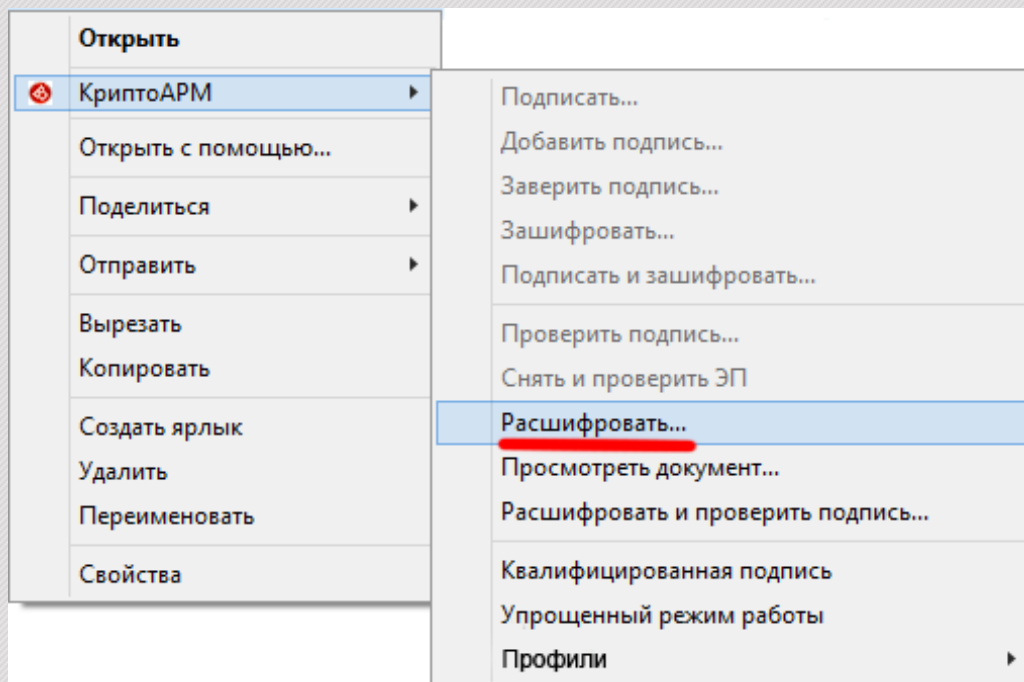 Открыть
КриптоАРМ
Открыть с помощью...
Поделиться
Отправить
Вырезать
Копировать
Создать ярлык
Удалить
Переименовать
Свойства
Подписать...
Добавить подпись...
Заверить подпись...
Зашифровать...
Подписать и зашифровать...
Проверить подпись...
Снять и проверить ЭП
Расшифровать...
Просмотреть документ...
Расшифровать и проверить подпись...
Квалифицированная подпись
Упрощенный режим работы
Профили